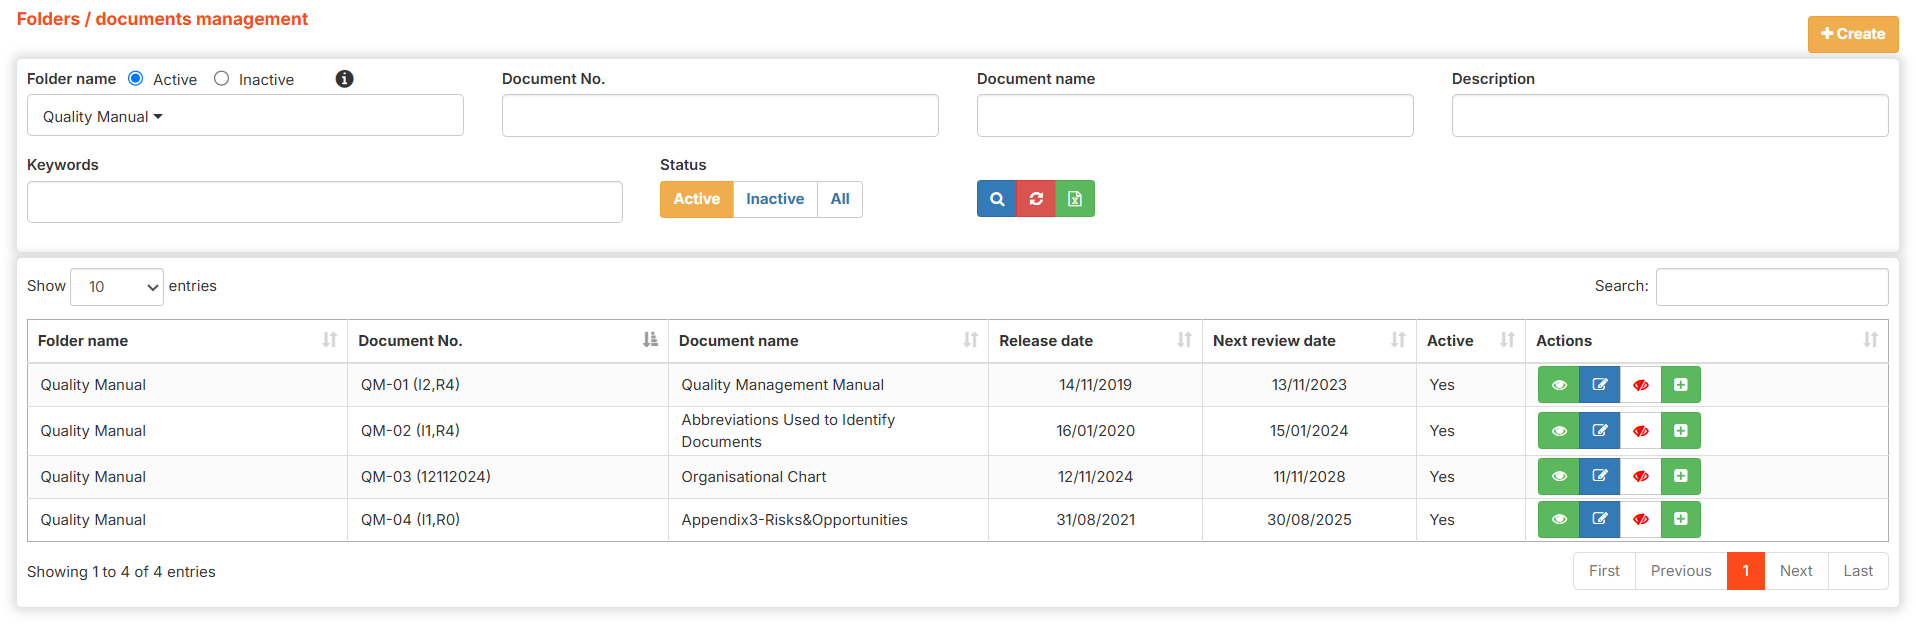 Folders / documents management
Create
Folder name Active Inactive
Document No.
Document name
Description
Quality Manual
Keywords
Status
Active Inactive All
Show 10 entries
Search:
Folder name Document No. Document name Release date Next review date Active Actions
Quality Manual QM-01 (I2,R4) Quality Management Manual 14/11/2019 13/11/2023 Yes
Quality Manual QM-02 (I1,R4) Abbreviations Used to Identify
Documents 16/01/2020 15/01/2024 Yes
Quality Manual QM-03 (12112024) Organisational Chart 12/11/2024 11/11/2028 Yes
Quality Manual QM-04 (I1,R0) Appendix3-Risks&Opportunities 31/08/2021 30/08/2025 Yes
Showing 1 to 4 of 4 entries
First Previous 1 Next Last